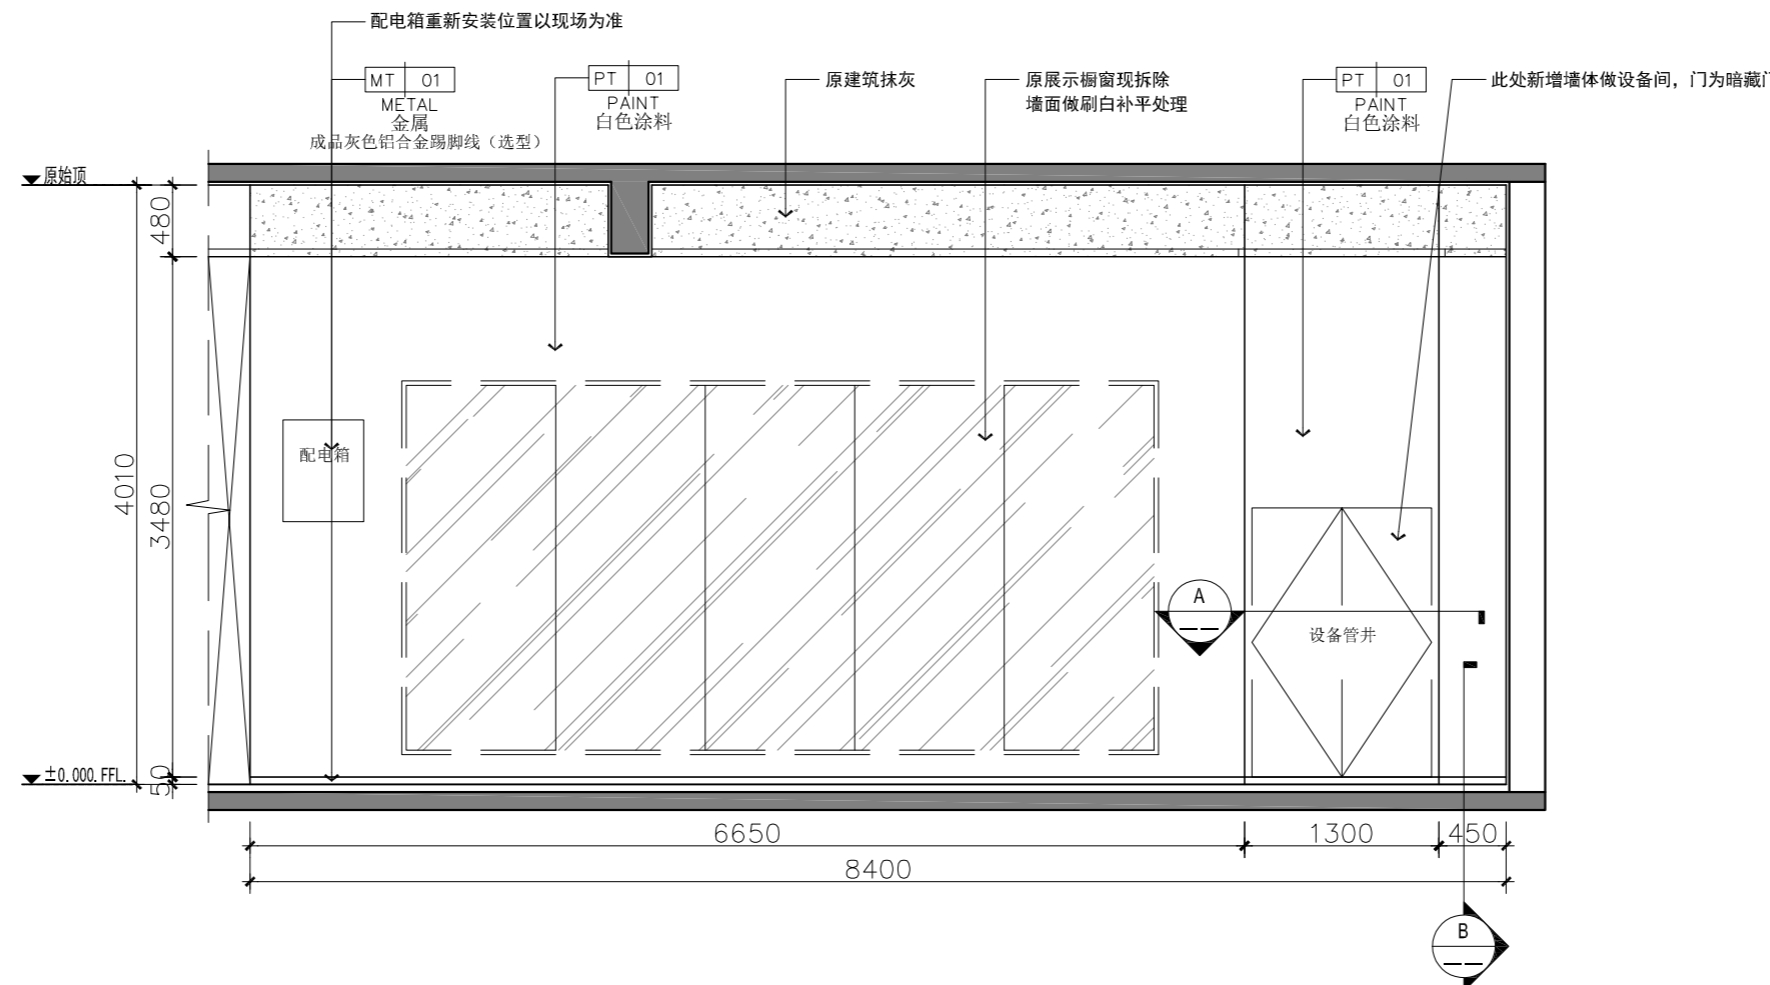 配电箱重新安装位置以现场为准
MT 01
METAL
金属
成品灰色铝合金踢脚线（选型）
PT 01
PAINT
白色涂料
原建筑抹灰
原展示橱窗现拆除
墙面做刷白补平处理
PT 01
PAINT
白色涂料
此处新增墙体做设备间，门为暗藏门
原始顶
480
4010
3480
配电箱
A
设备管井
±0.000.FFL.
50
6650
1300
450
8400
B